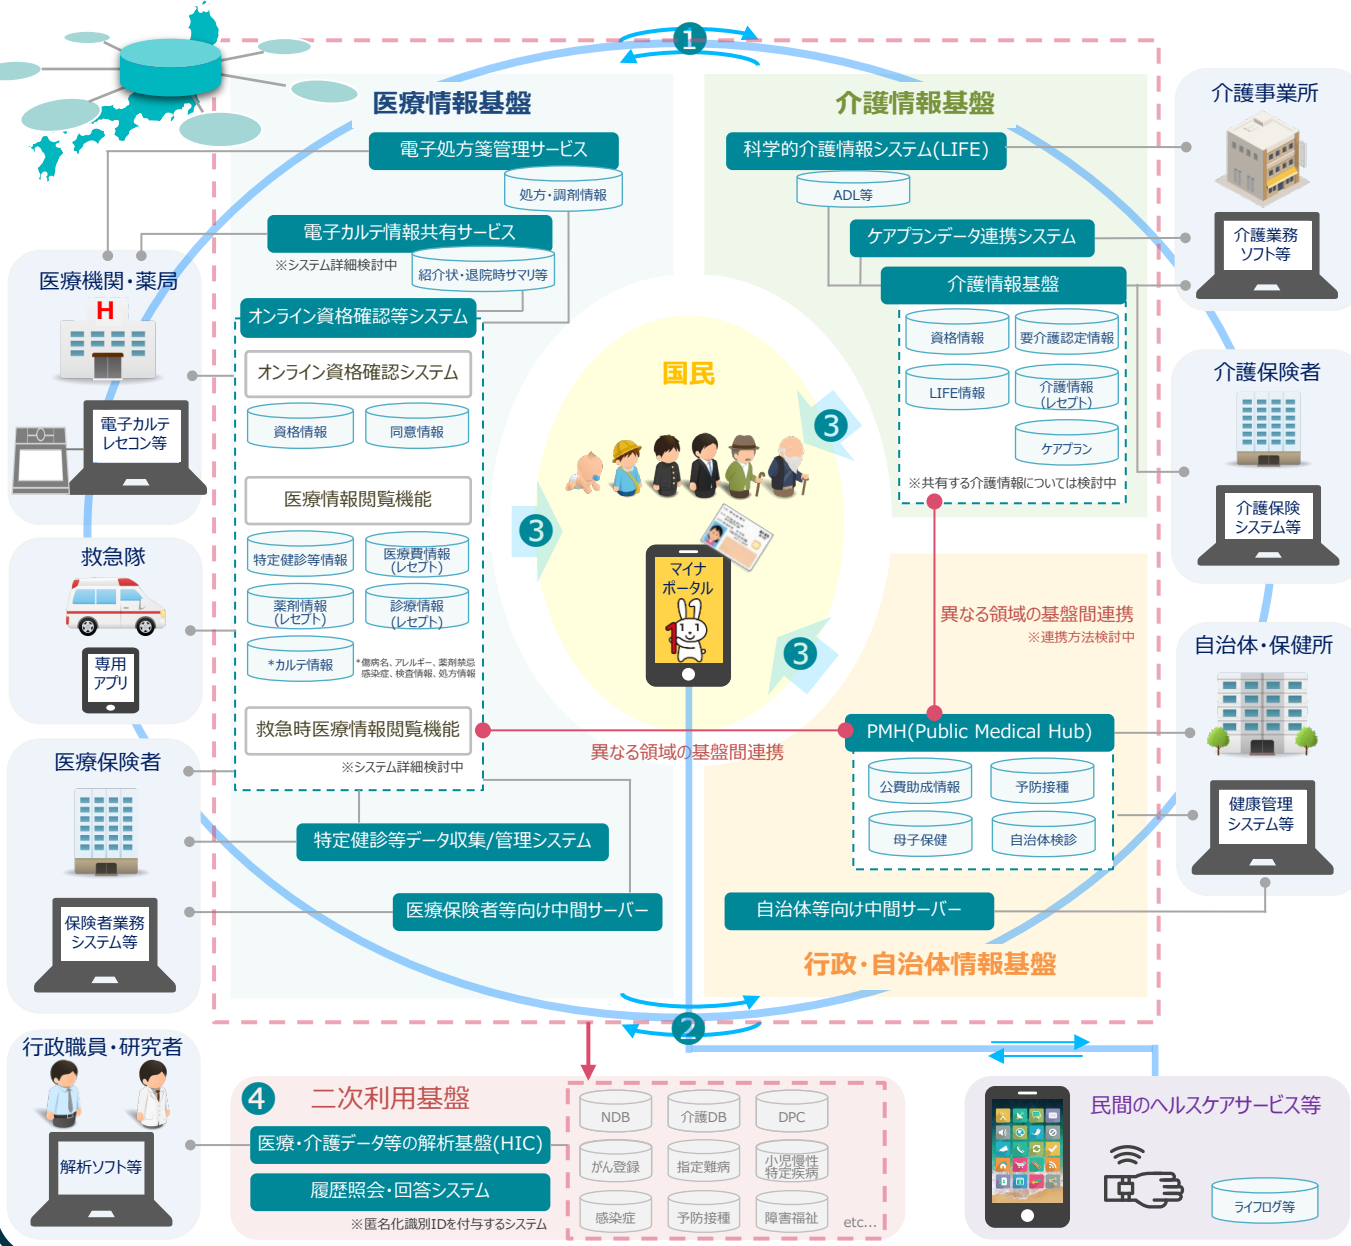 1
医療情報基盤
電子処方箋管理サービス
処方・調剤情報
電子カルテ情報共有サービス
※システム詳細検討中
紹介状・退院時サマリ等
オンライン資格確認等システム
オンライン資格確認システム
資格情報
同意情報
医療情報閲覧機能
特定健診等情報
医療費情報
(レセプト)
薬剤情報
(レセプト)
診療情報
(レセプト)
*カルテ情報
*傷病名、アレルギー、薬剤禁忌
感染症、検査情報、処方情報
救急時医療情報閲覧機能
※システム詳細検討中
特定健診等データ収集/管理システム
医療保険者等向け中間サーバー
介護情報基盤
科学的介護情報システム(LIFE)
ADL等
ケアプランデータ連携システム
介護情報基盤
資格情報
要介護認定情報
LIFE情報
介護情報
(レセプト)
ケアプラン
※共有する介護情報については検討中
国民
3
3
3
マイナ
ポータル
1
異なる領域の基盤間連携
※連携方法検討中
異なる領域の基盤間連携
PMH(Public Medical Hub)
公費助成情報
予防接種
母子保健
自治体検診
自治体等向け中間サーバー
行政・自治体情報基盤
2
医療機関・薬局
H
電子カルテ
レセコン等
救急隊
専用
アプリ
医療保険者
保険者業務
システム等
行政職員・研究者
解析ソフト等
介護事業所
介護業務
ソフト等
介護保険者
介護保険
システム等
自治体・保健所
健康管理
システム等
4
二次利用基盤
医療・介護データ等の解析基盤(HIC)
履歴照会・回答システム
※匿名化識別IDを付与するシステム
NDB
介護DB
DPC
がん登録
指定難病
小児慢性
特定疾病
感染症
予防接種
障害福祉
etc...
民間のヘルスケアサービス等
ライフログ等